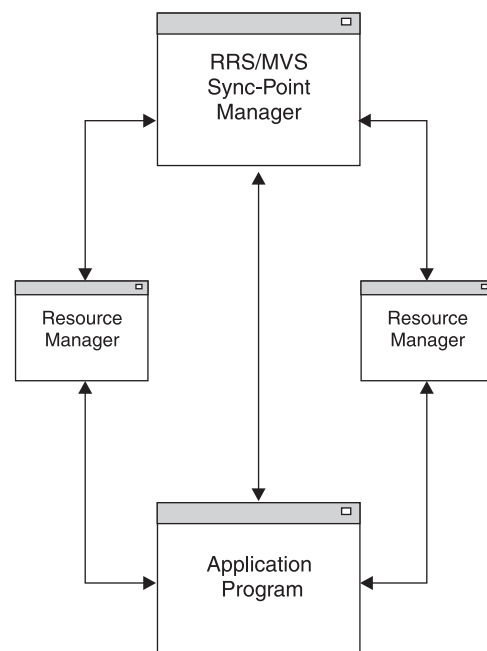 RRS/MVS
Sync-Point
Manager
Resource
Manager
Resource
Manager
Application
Program